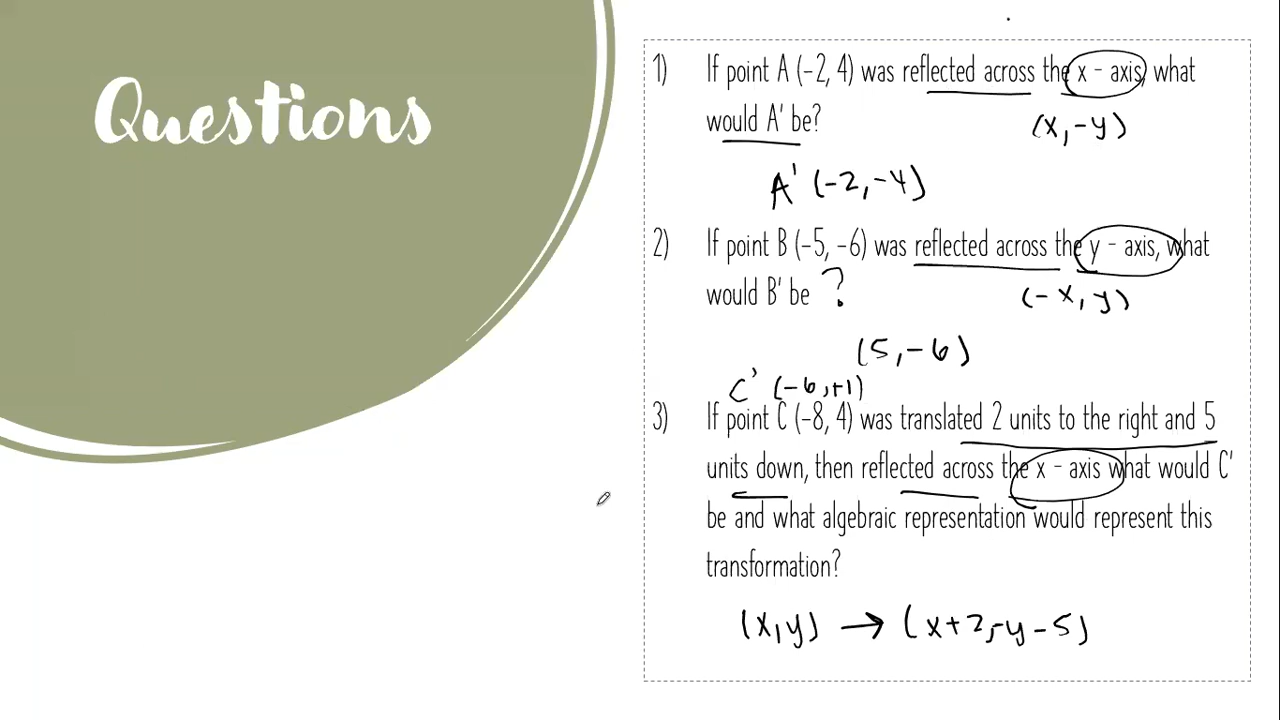 Questions
1) If point A (-2, 4) was reflected across the x - axis, what
would A' be?
(x, -y)
A' (-2, -4)
2) If point B (-5, -6) was reflected across the y - axis, what
would B' be ?
(-x, y)
(5, -6)
C' (-6, +1)
3) If point C (-8, 4) was translated 2 units to the right and 5
units down, then reflected across the x - axis what would C'
be and what algebraic representation would represent this
transformation?
(x, y) → (x+2, -y-5)